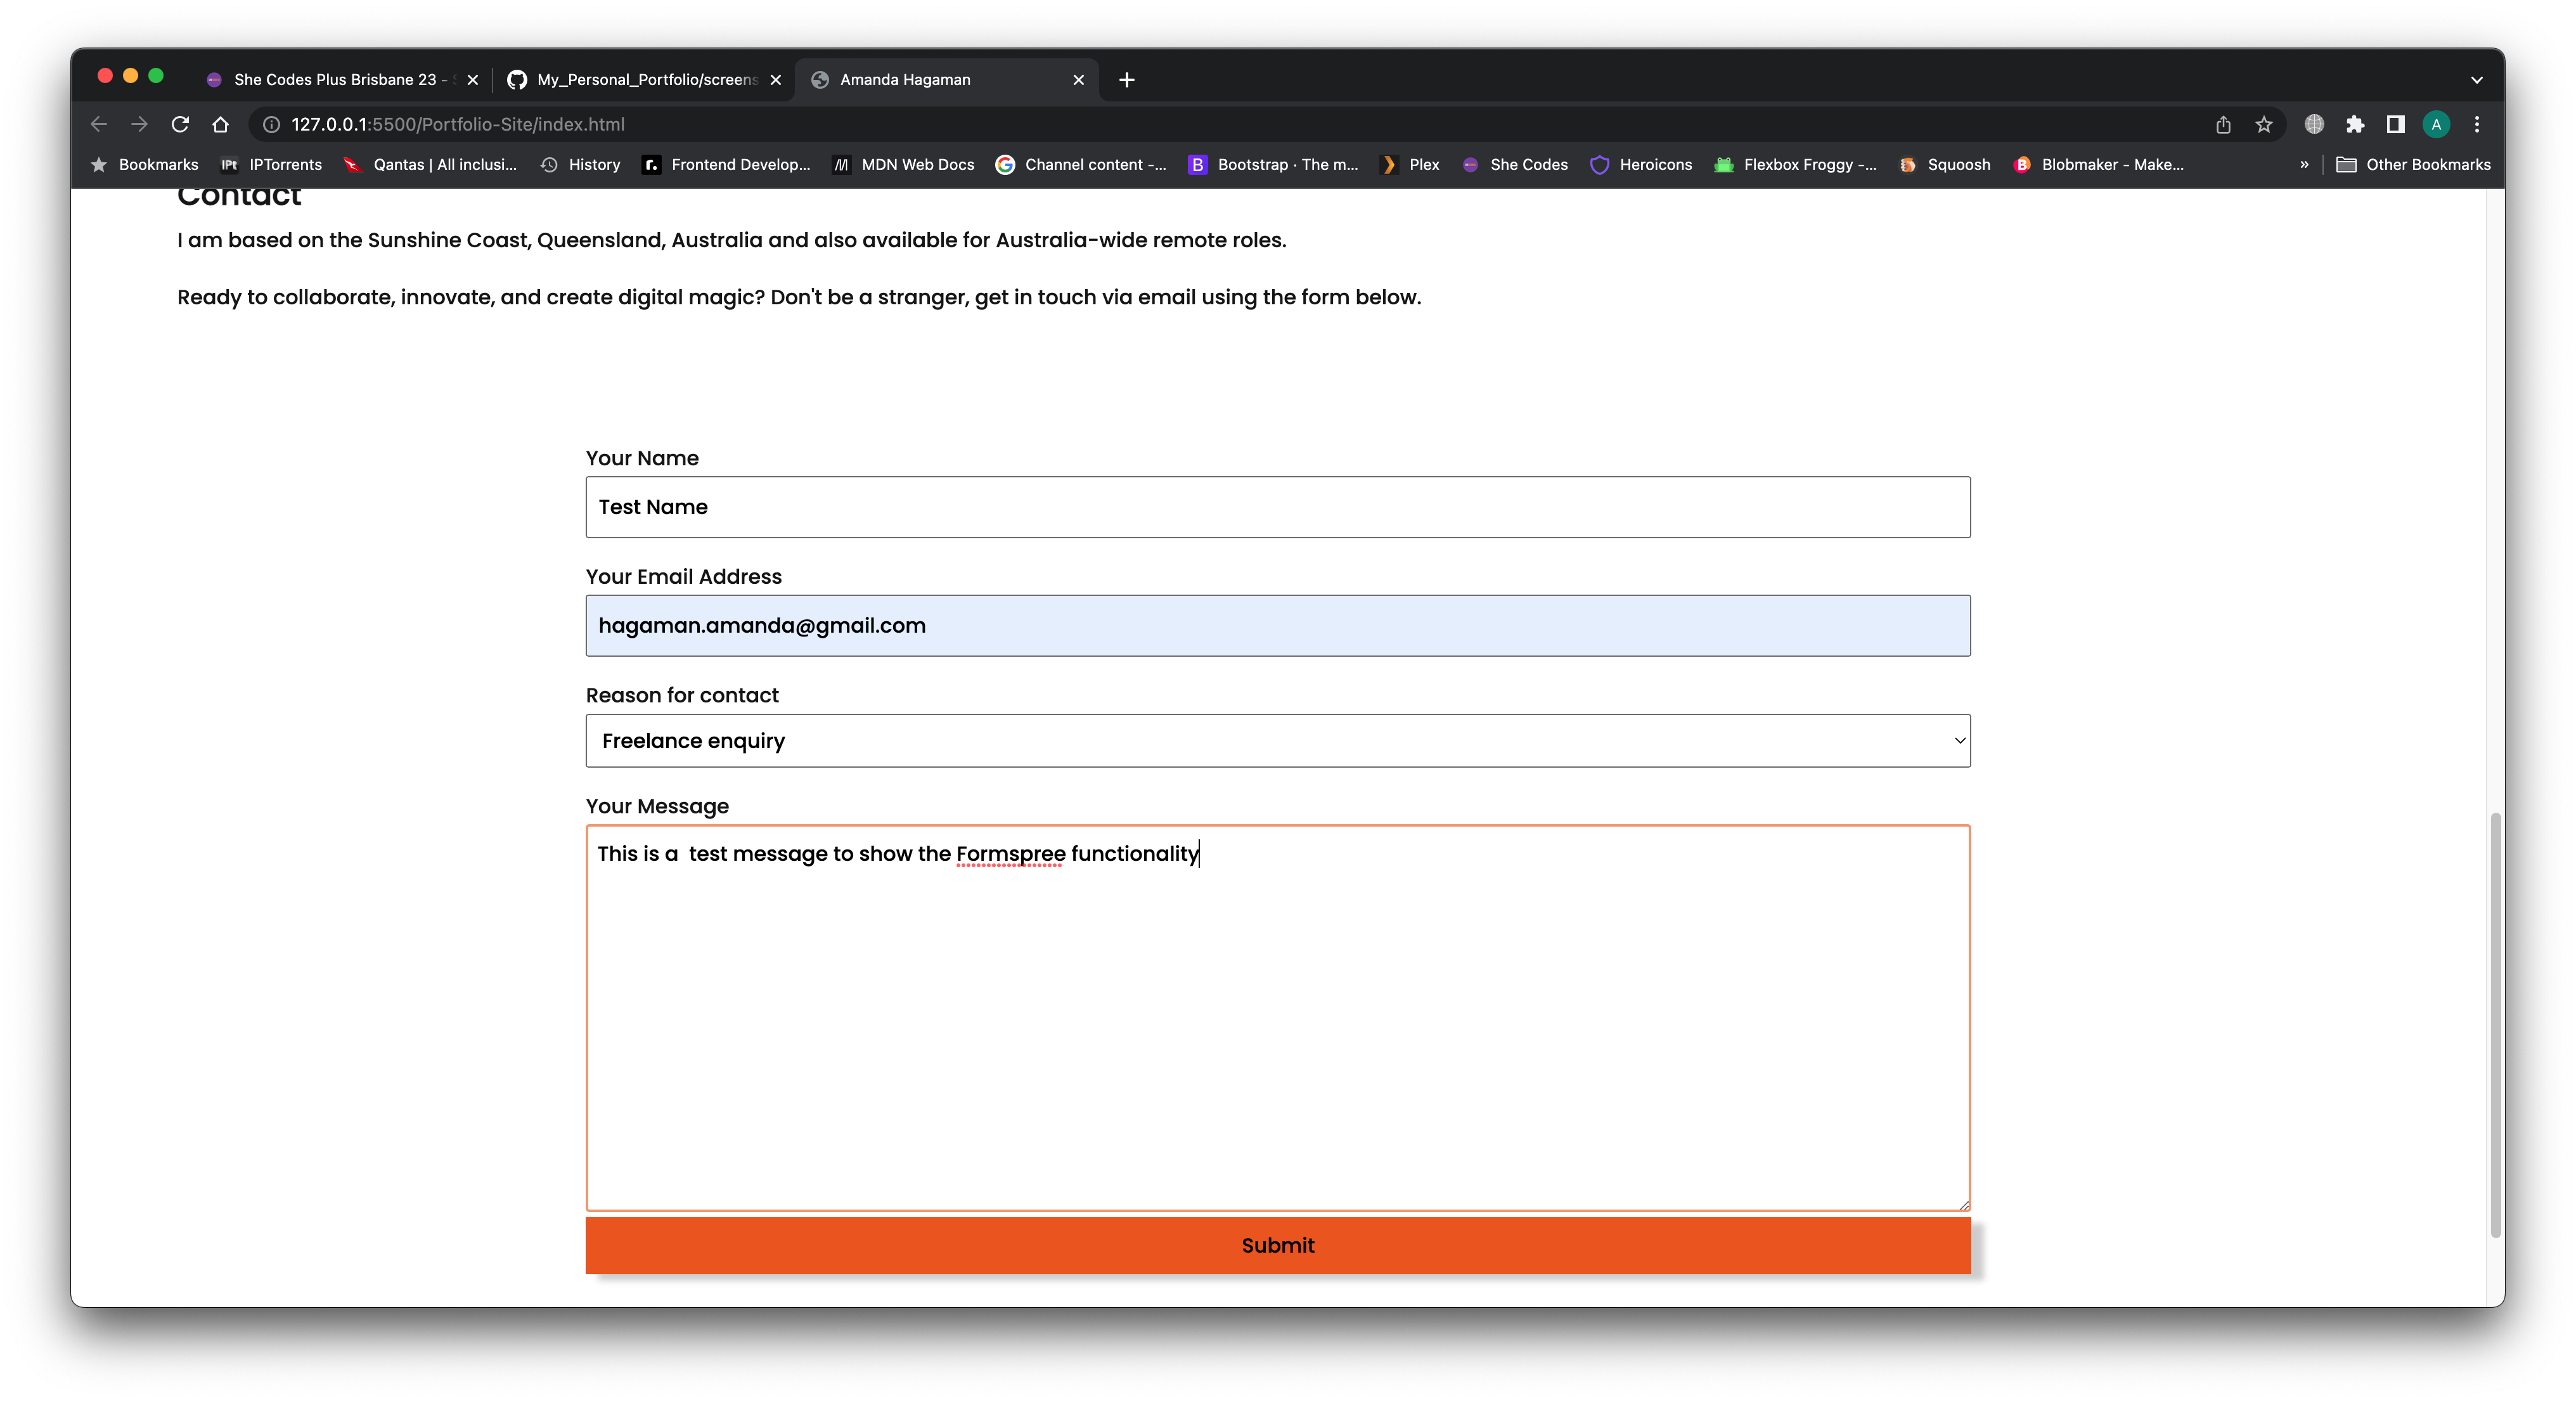 She Codes Plus Brisbane 23 -
My_Personal_Portfolio/screens
Amanda Hagaman
127.0.0.1:5500/Portfolio-Site/index.html
A
Bookmarks
IPt IPTorrents
Qantas | All inclusi...
History
r. Frontend Develop...
MDN Web Docs
G Channel content -...
B Bootstrap · The m...
Plex
She Codes
Heroicons
Flexbox Froggy -...
Squoosh
B Blobmaker - Make...
»
Other Bookmarks
Contact
I am based on the Sunshine Coast, Queensland, Australia and also available for Australia-wide remote roles.
Ready to collaborate, innovate, and create digital magic? Don't be a stranger, get in touch via email using the form below.
Your Name
Test Name
Your Email Address
hagaman.amanda@gmail.com
Reason for contact
Freelance enquiry
Your Message
This is a  test message to show the Formspree functionality
Submit